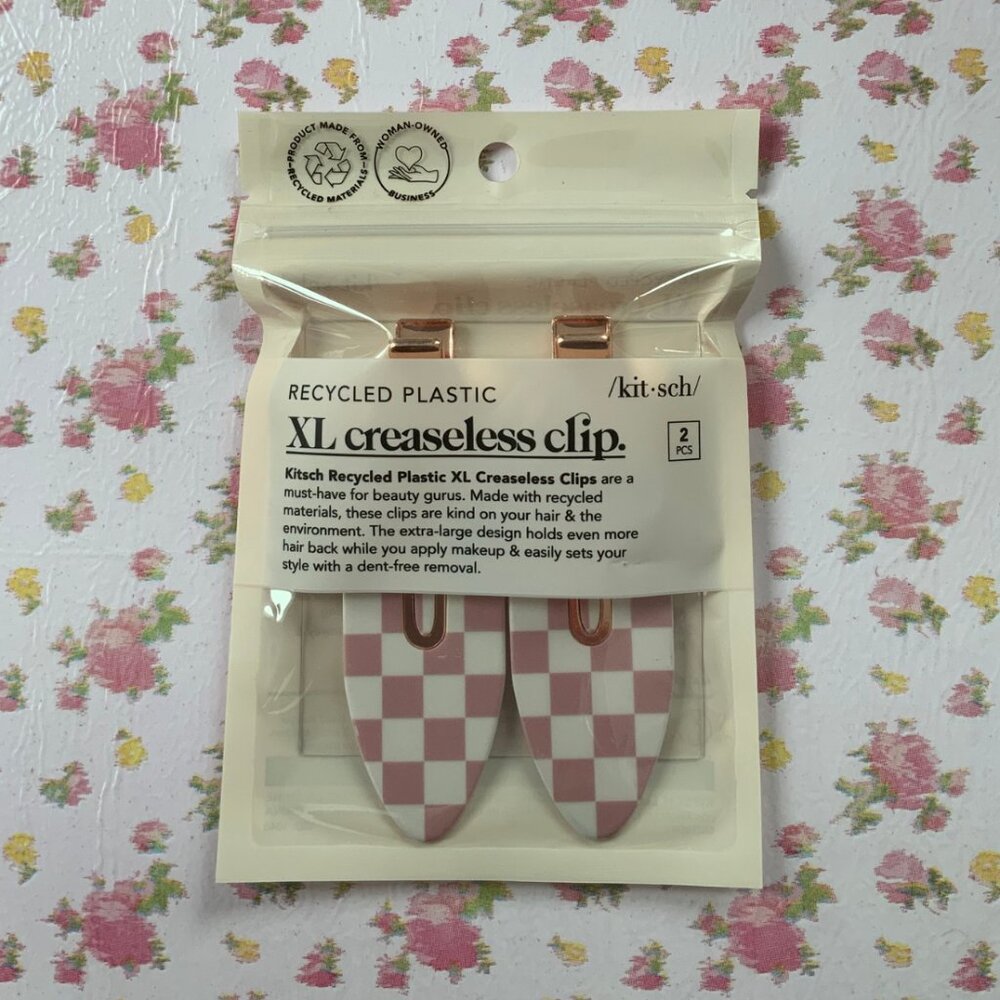 PRODUCT MADE FROM
RECYCLED MATERIALS
WOMAN-OWNED
BUSINESS
RECYCLED PLASTIC
/kit·sch/
XL creaseless clip.
2
PCS
Kitsch Recycled Plastic XL Creaseless Clips are a
must-have for beauty gurus. Made with recycled
materials, these clips are kind on your hair & the
environment. The extra-large design holds even more
hair back while you apply makeup & easily sets your
style with a dent-free removal.